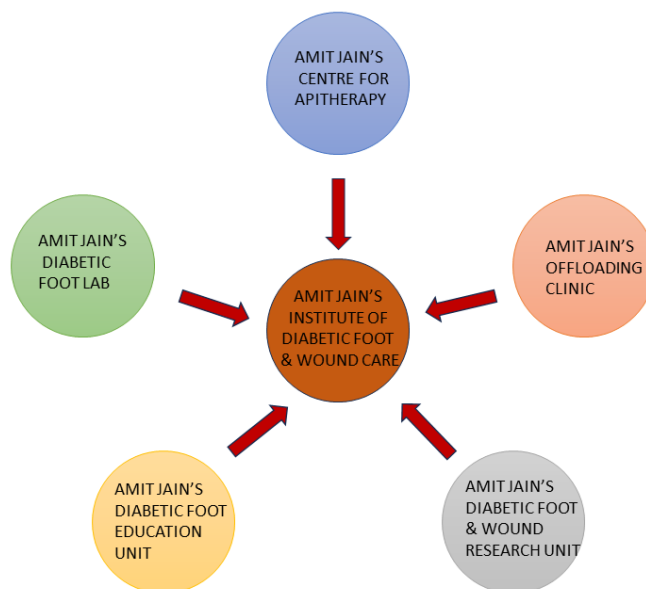 AMIT JAIN’S
CENTRE FOR
APITHERAPY
AMIT JAIN’S
DIABETIC
FOOT LAB
AMIT JAIN’S
OFFLOADING
CLINIC
AMIT JAIN’S
INSTITUTE OF
DIABETIC FOOT
& WOUND CARE
AMIT JAIN’S
DIABETIC FOOT
EDUCATION
UNIT
AMIT JAIN’S
DIABETIC FOOT
& WOUND
RESEARCH UNIT